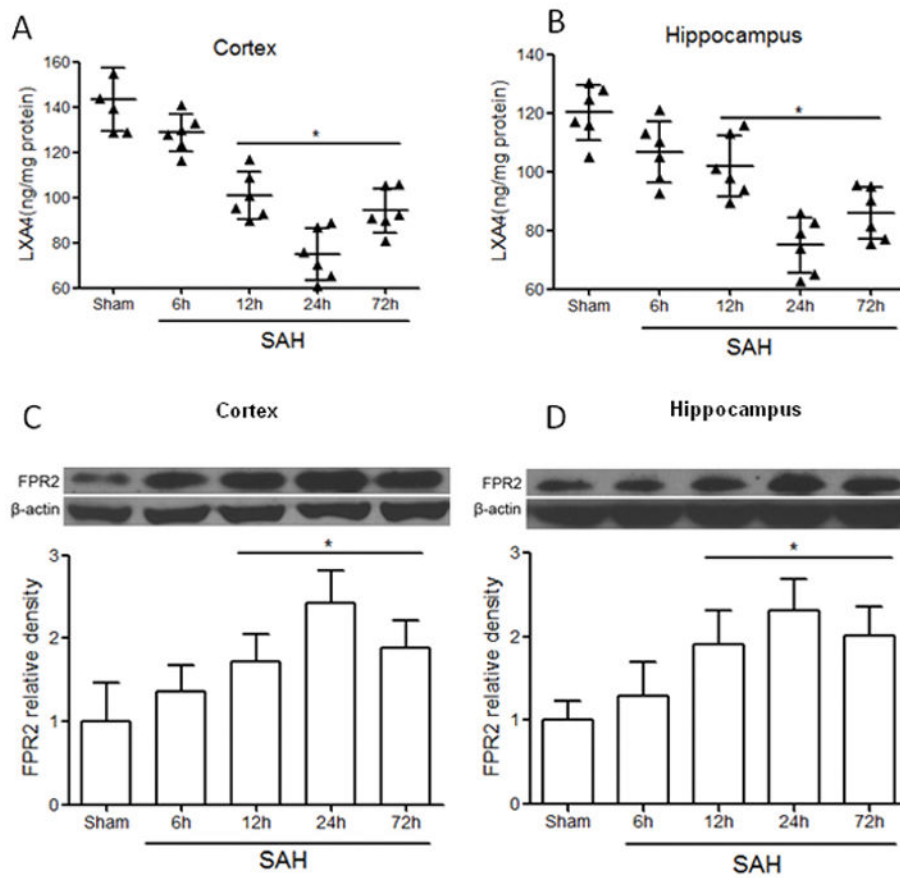 A
Cortex
LXA4(ng/mg protein)
160
140
120
100
80
60
*
Sham
6h
12h
24h
72h
SAH
B
Hippocampus
LXA4(ng/mg protein)
140
120
100
80
60
*
Sham
6h
12h
24h
72h
SAH
C
Cortex
FPR2
β-actin
FPR2 relative density
3
2
1
0
*
Sham
6h
12h
24h
72h
SAH
D
Hippocampus
FPR2
β-actin
FPR2 relative density
3
2
1
0
*
Sham
6h
12h
24h
72h
SAH